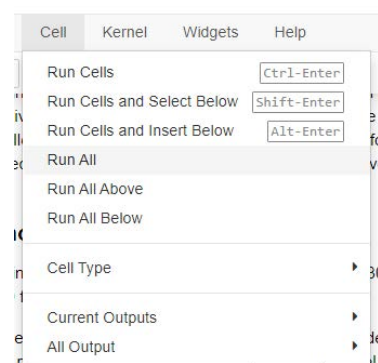 Cell Kernel Widgets Help
Run Cells Ctrl-Enter
Run Cells and Select Below Shift-Enter
Run Cells and Insert Below Alt-Enter
Run All
Run All Above
Run All Below
Cell Type
Current Outputs
All Output